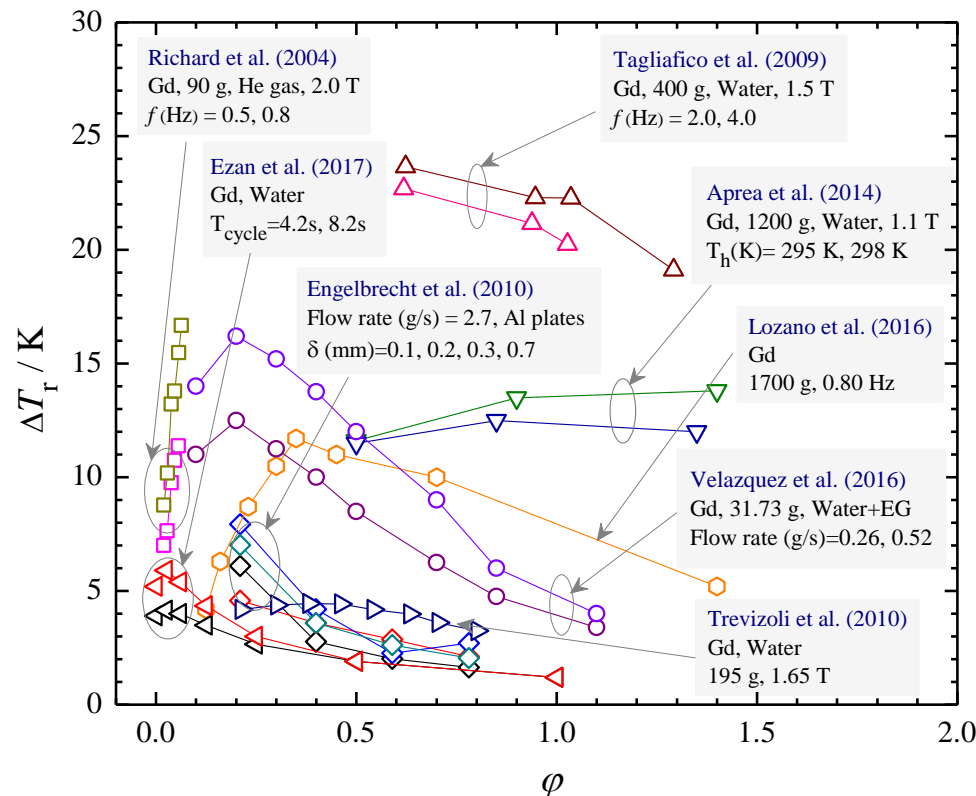 30
25
20
15
10
5
0
ΔT_r / K
Richard et al. (2004)
Gd, 90 g, He gas, 2.0 T
f (Hz) = 0.5, 0.8
Tagliafico et al. (2009)
Gd, 400 g, Water, 1.5 T
f (Hz) = 2.0, 4.0
Ezan et al. (2017)
Gd, Water
T_cycle=4.2s, 8.2s
Aprea et al. (2014)
Gd, 1200 g, Water, 1.1 T
T_h(K)= 295 K, 298 K
Engelbrecht et al. (2010)
Flow rate (g/s) = 2.7, Al plates
δ (mm)=0.1, 0.2, 0.3, 0.7
Lozano et al. (2016)
Gd
1700 g, 0.80 Hz
Velazquez et al. (2016)
Gd, 31.73 g, Water+EG
Flow rate (g/s)=0.26, 0.52
Trevizoli et al. (2010)
Gd, Water
195 g, 1.65 T
0.0 0.5 1.0 1.5 2.0
φ